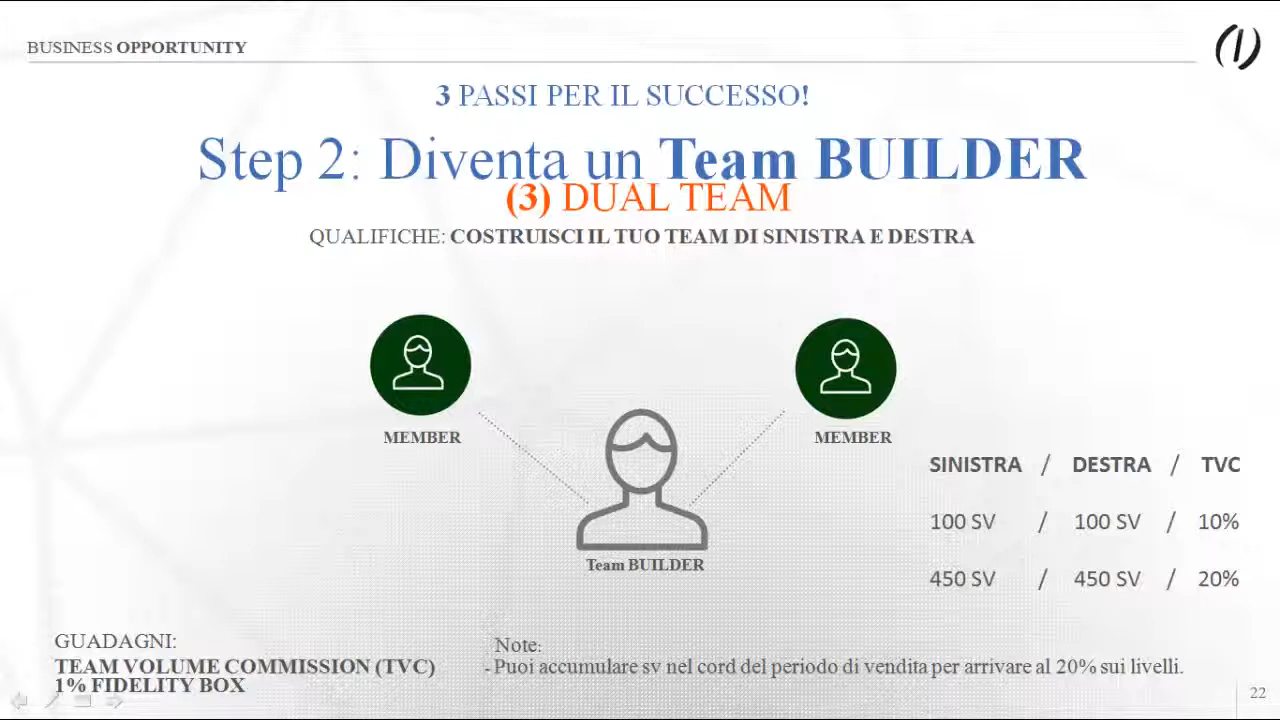 BUSINESS OPPORTUNITY
3 PASSI PER IL SUCCESSO!
Step 2: Diventa un Team BUILDER
(3) DUAL TEAM
QUALIFICHE: COSTRUISCI IL TUO TEAM DI SINISTRA E DESTRA
MEMBER
MEMBER
Team BUILDER
SINISTRA / DESTRA / TVC
100 SV / 100 SV / 10%
450 SV / 450 SV / 20%
GUADAGNI:
TEAM VOLUME COMMISSION (TVC)
1% FIDELITY BOX
Note:
- Puoi accumulare sv nel cord del periodo di vendita per arrivare al 20% sui livelli.
22